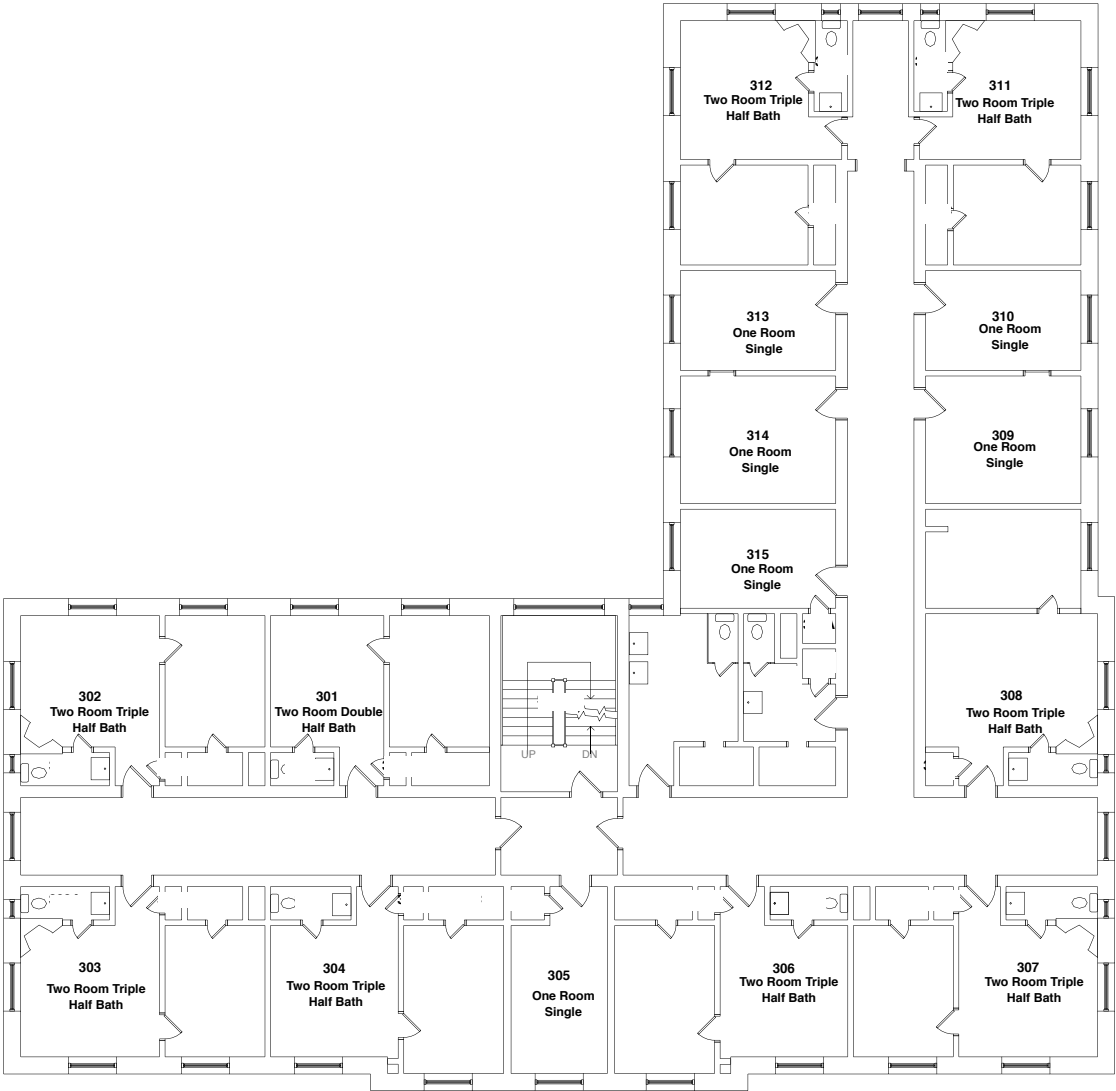 312
Two Room Triple
Half Bath
311
Two Room Triple
Half Bath
313
One Room
Single
310
One Room
Single
314
One Room
Single
309
One Room
Single
315
One Room
Single
302
Two Room Triple
Half Bath
301
Two Room Double
Half Bath
308
Two Room Triple
Half Bath
UP
DN
303
Two Room Triple
Half Bath
304
Two Room Triple
Half Bath
305
One Room
Single
306
Two Room Triple
Half Bath
307
Two Room Triple
Half Bath